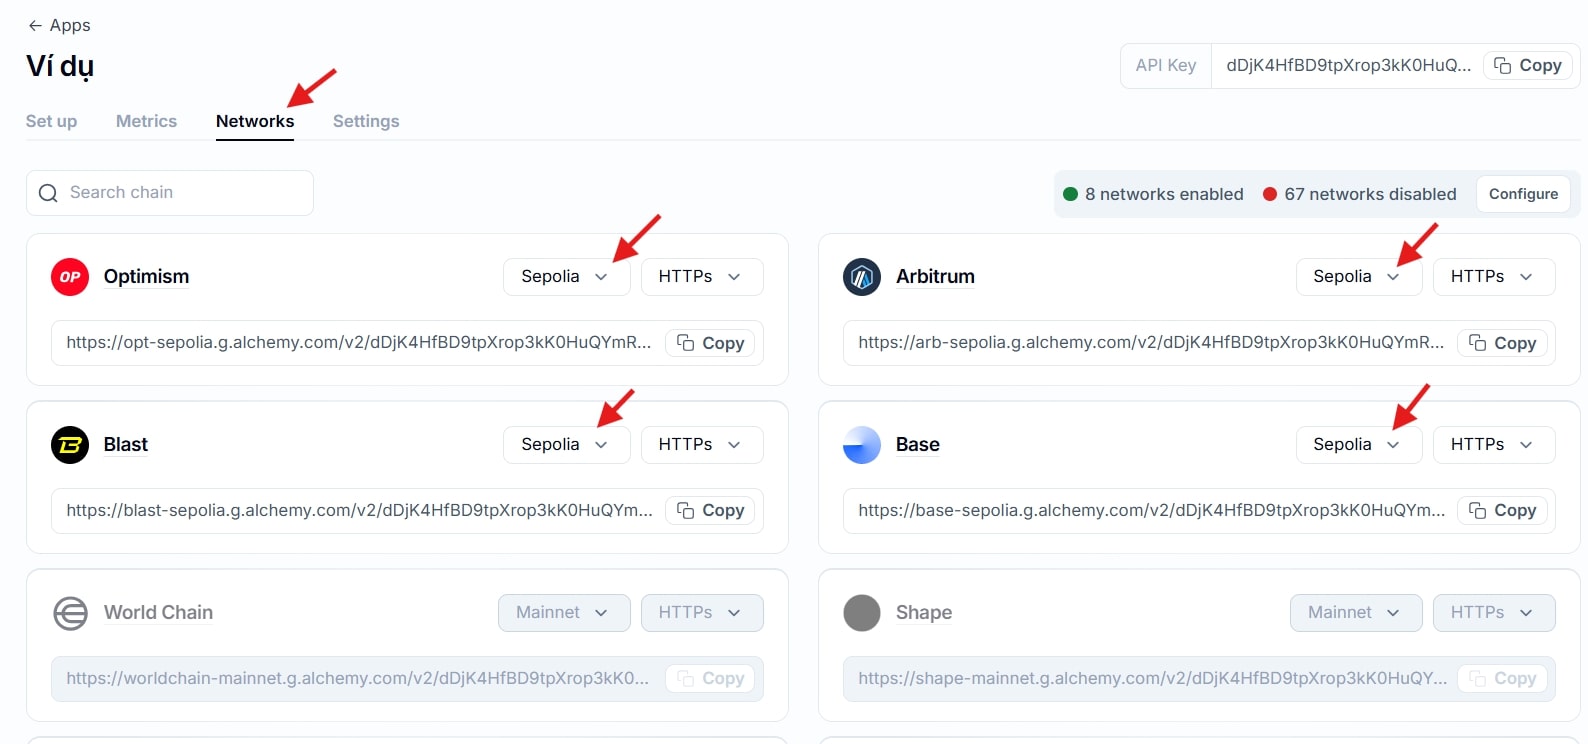 ← Apps
Ví dụ
API Key dDjK4HfBD9tpXrop3kK0HuQ... Copy
Set up Metrics Networks Settings
Search chain
8 networks enabled 67 networks disabled Configure
OP Optimism Sepolia HTTPs
https://opt-sepolia.g.alchemy.com/v2/dDjK4HfBD9tpXrop3kK0HuQYmR... Copy
Arbitrum Sepolia HTTPs
https://arb-sepolia.g.alchemy.com/v2/dDjK4HfBD9tpXrop3kK0HuQYmR... Copy
Blast Sepolia HTTPs
https://blast-sepolia.g.alchemy.com/v2/dDjK4HfBD9tpXrop3kK0HuQYm... Copy
Base Sepolia HTTPs
https://base-sepolia.g.alchemy.com/v2/dDjK4HfBD9tpXrop3kK0HuQYm... Copy
World Chain Mainnet HTTPs
https://worldchain-mainnet.g.alchemy.com/v2/dDjK4HfBD9tpXrop3kK0... Copy
Shape Mainnet HTTPs
https://shape-mainnet.g.alchemy.com/v2/dDjK4HfBD9tpXrop3kK0HuQY... Copy